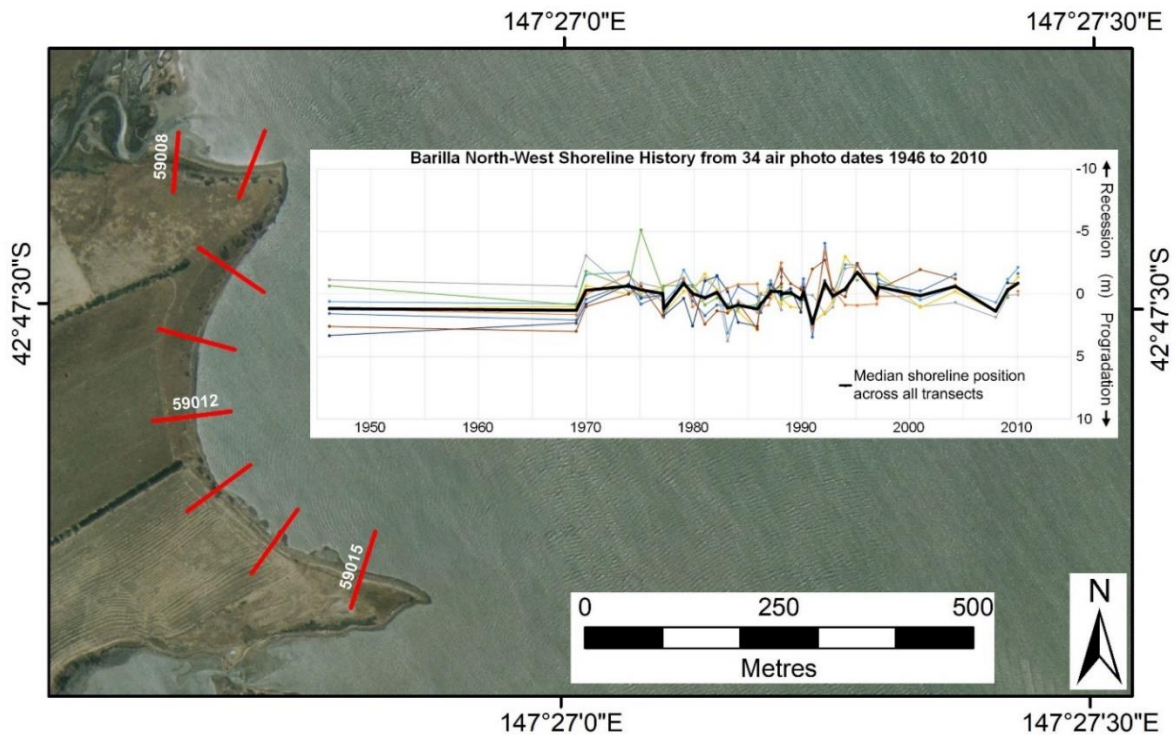 147°27'0"E
147°27'30"E
59008
Barilla North-West Shoreline History from 34 air photo dates 1946 to 2010
-10
-5
0
5
10
Recession (m) Progradation
Median shoreline position
across all transects
1950
1960
1970
1980
1990
2000
2010
42°47'30"S
42°47'30"S
59012
59015
0
250
500
Metres
N
147°27'0"E
147°27'30"E